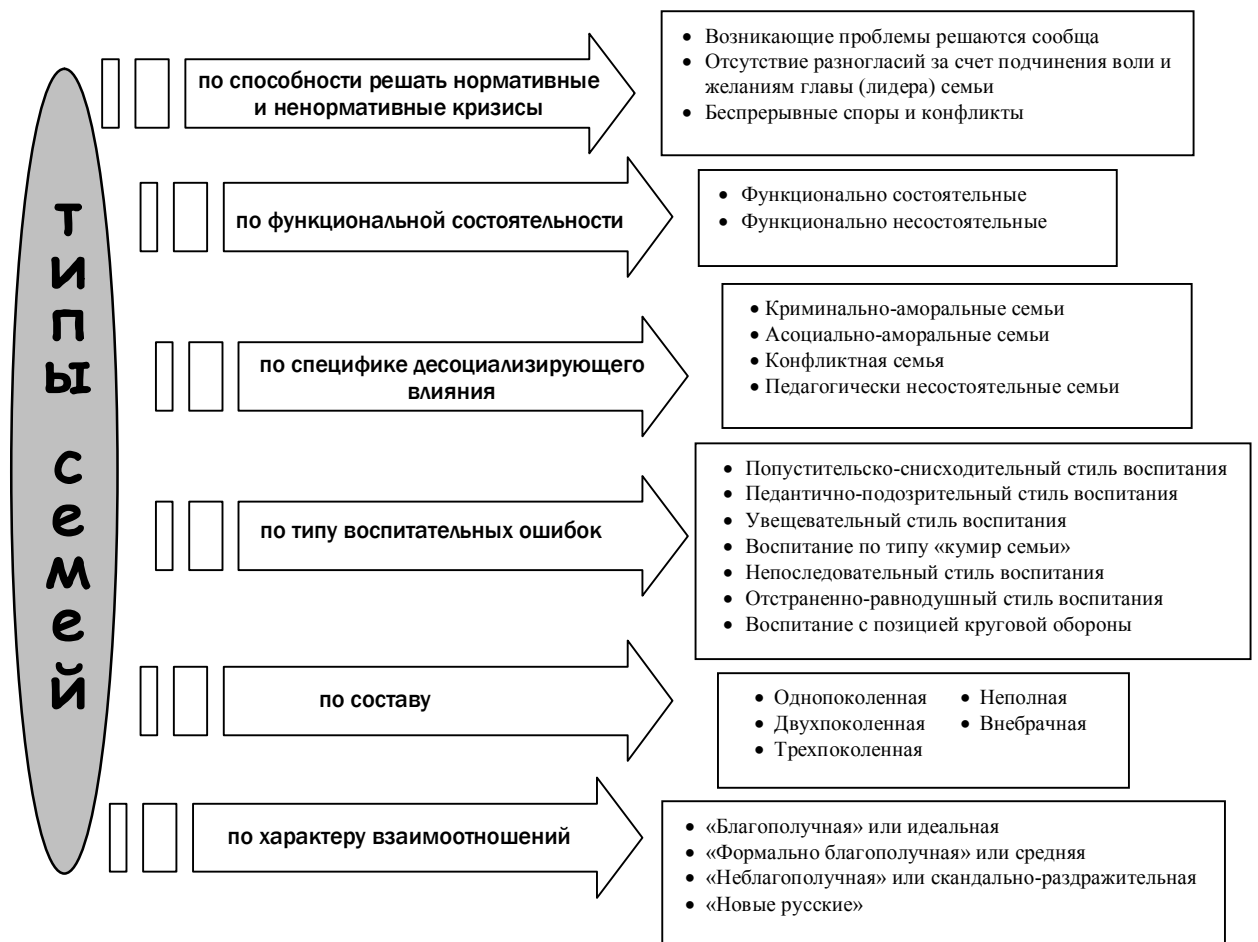 типы семей
по способности решать нормативные
и ненормативные кризисы
• Возникающие проблемы решаются сообща
• Отсутствие разногласий за счет подчинения воли и
желаниям главы (лидера) семьи
• Беспрерывные споры и конфликты
по функциональной состоятельности
• Функционально состоятельные
• Функционально несостоятельные
по специфике десоциализирующего
влияния
• Криминально-аморальные семьи
• Асоциально-аморальные семьи
• Конфликтная семья
• Педагогически несостоятельные семьи
по типу воспитательных ошибок
• Попустительско-снисходительный стиль воспитания
• Педантично-подозрительный стиль воспитания
• Увещевательный стиль воспитания
• Воспитание по типу «кумир семьи»
• Непоследовательный стиль воспитания
• Отстраненно-равнодушный стиль воспитания
• Воспитание с позицией круговой обороны
по составу
• Однопоколенная • Неполная
• Двухпоколенная • Внебрачная
• Трехпоколенная
по характеру взаимоотношений
• «Благополучная» или идеальная
• «Формально благополучная» или средняя
• «Неблагополучная» или скандально-раздражительная
• «Новые русские»